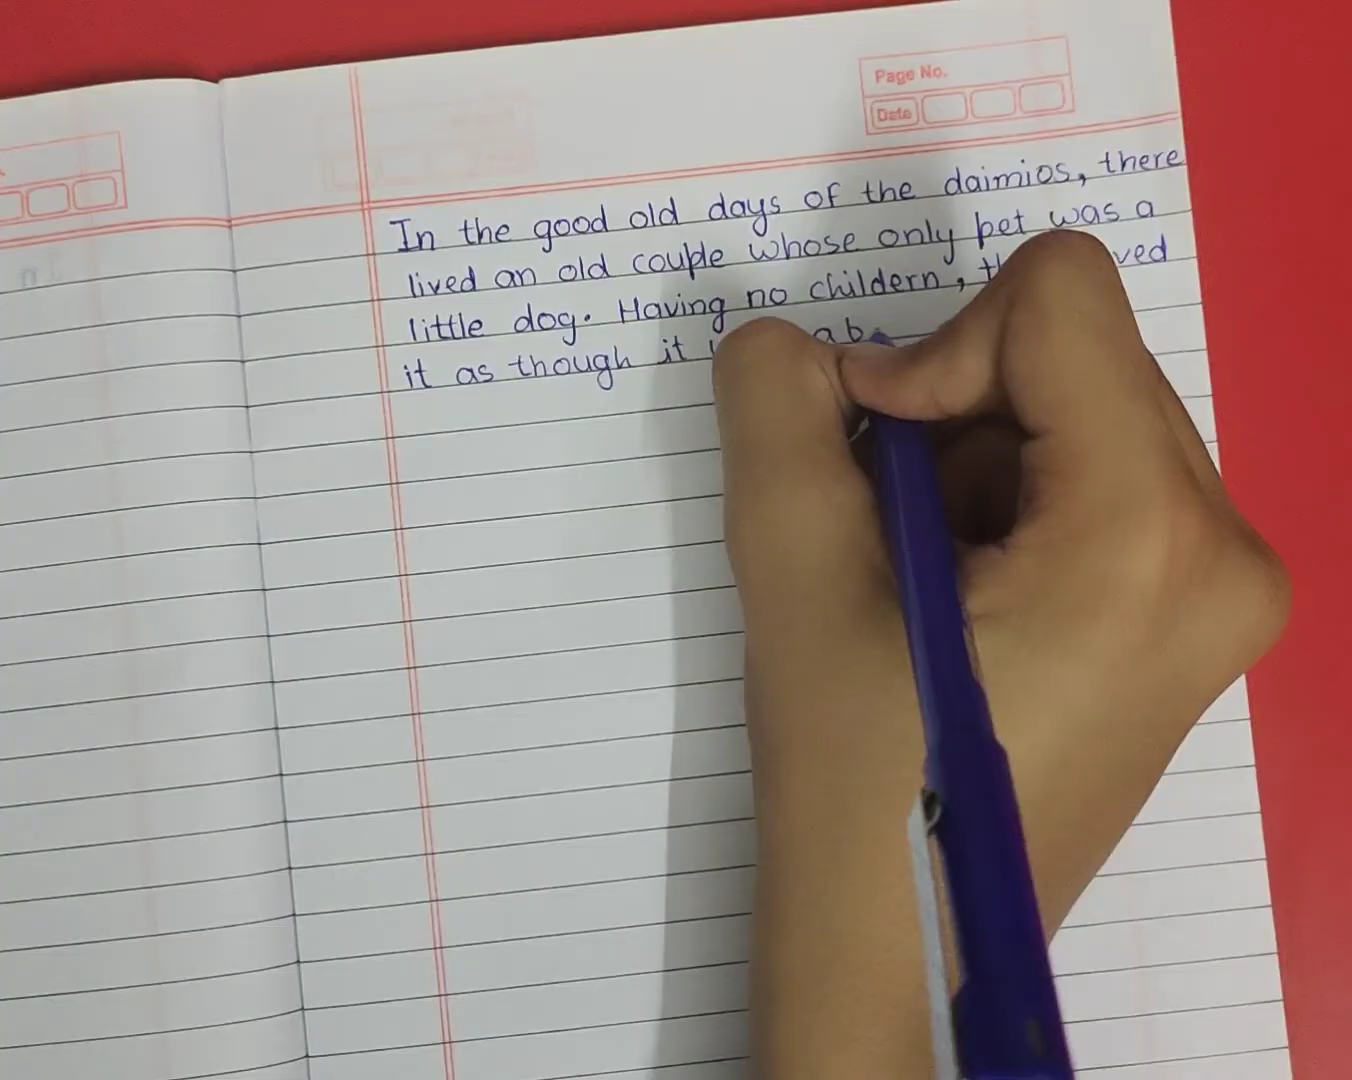 Page No.
Date
In the good old days of the daimios, there
lived an old couple whose only pet was a
little dog. Having no childern,
it as though it